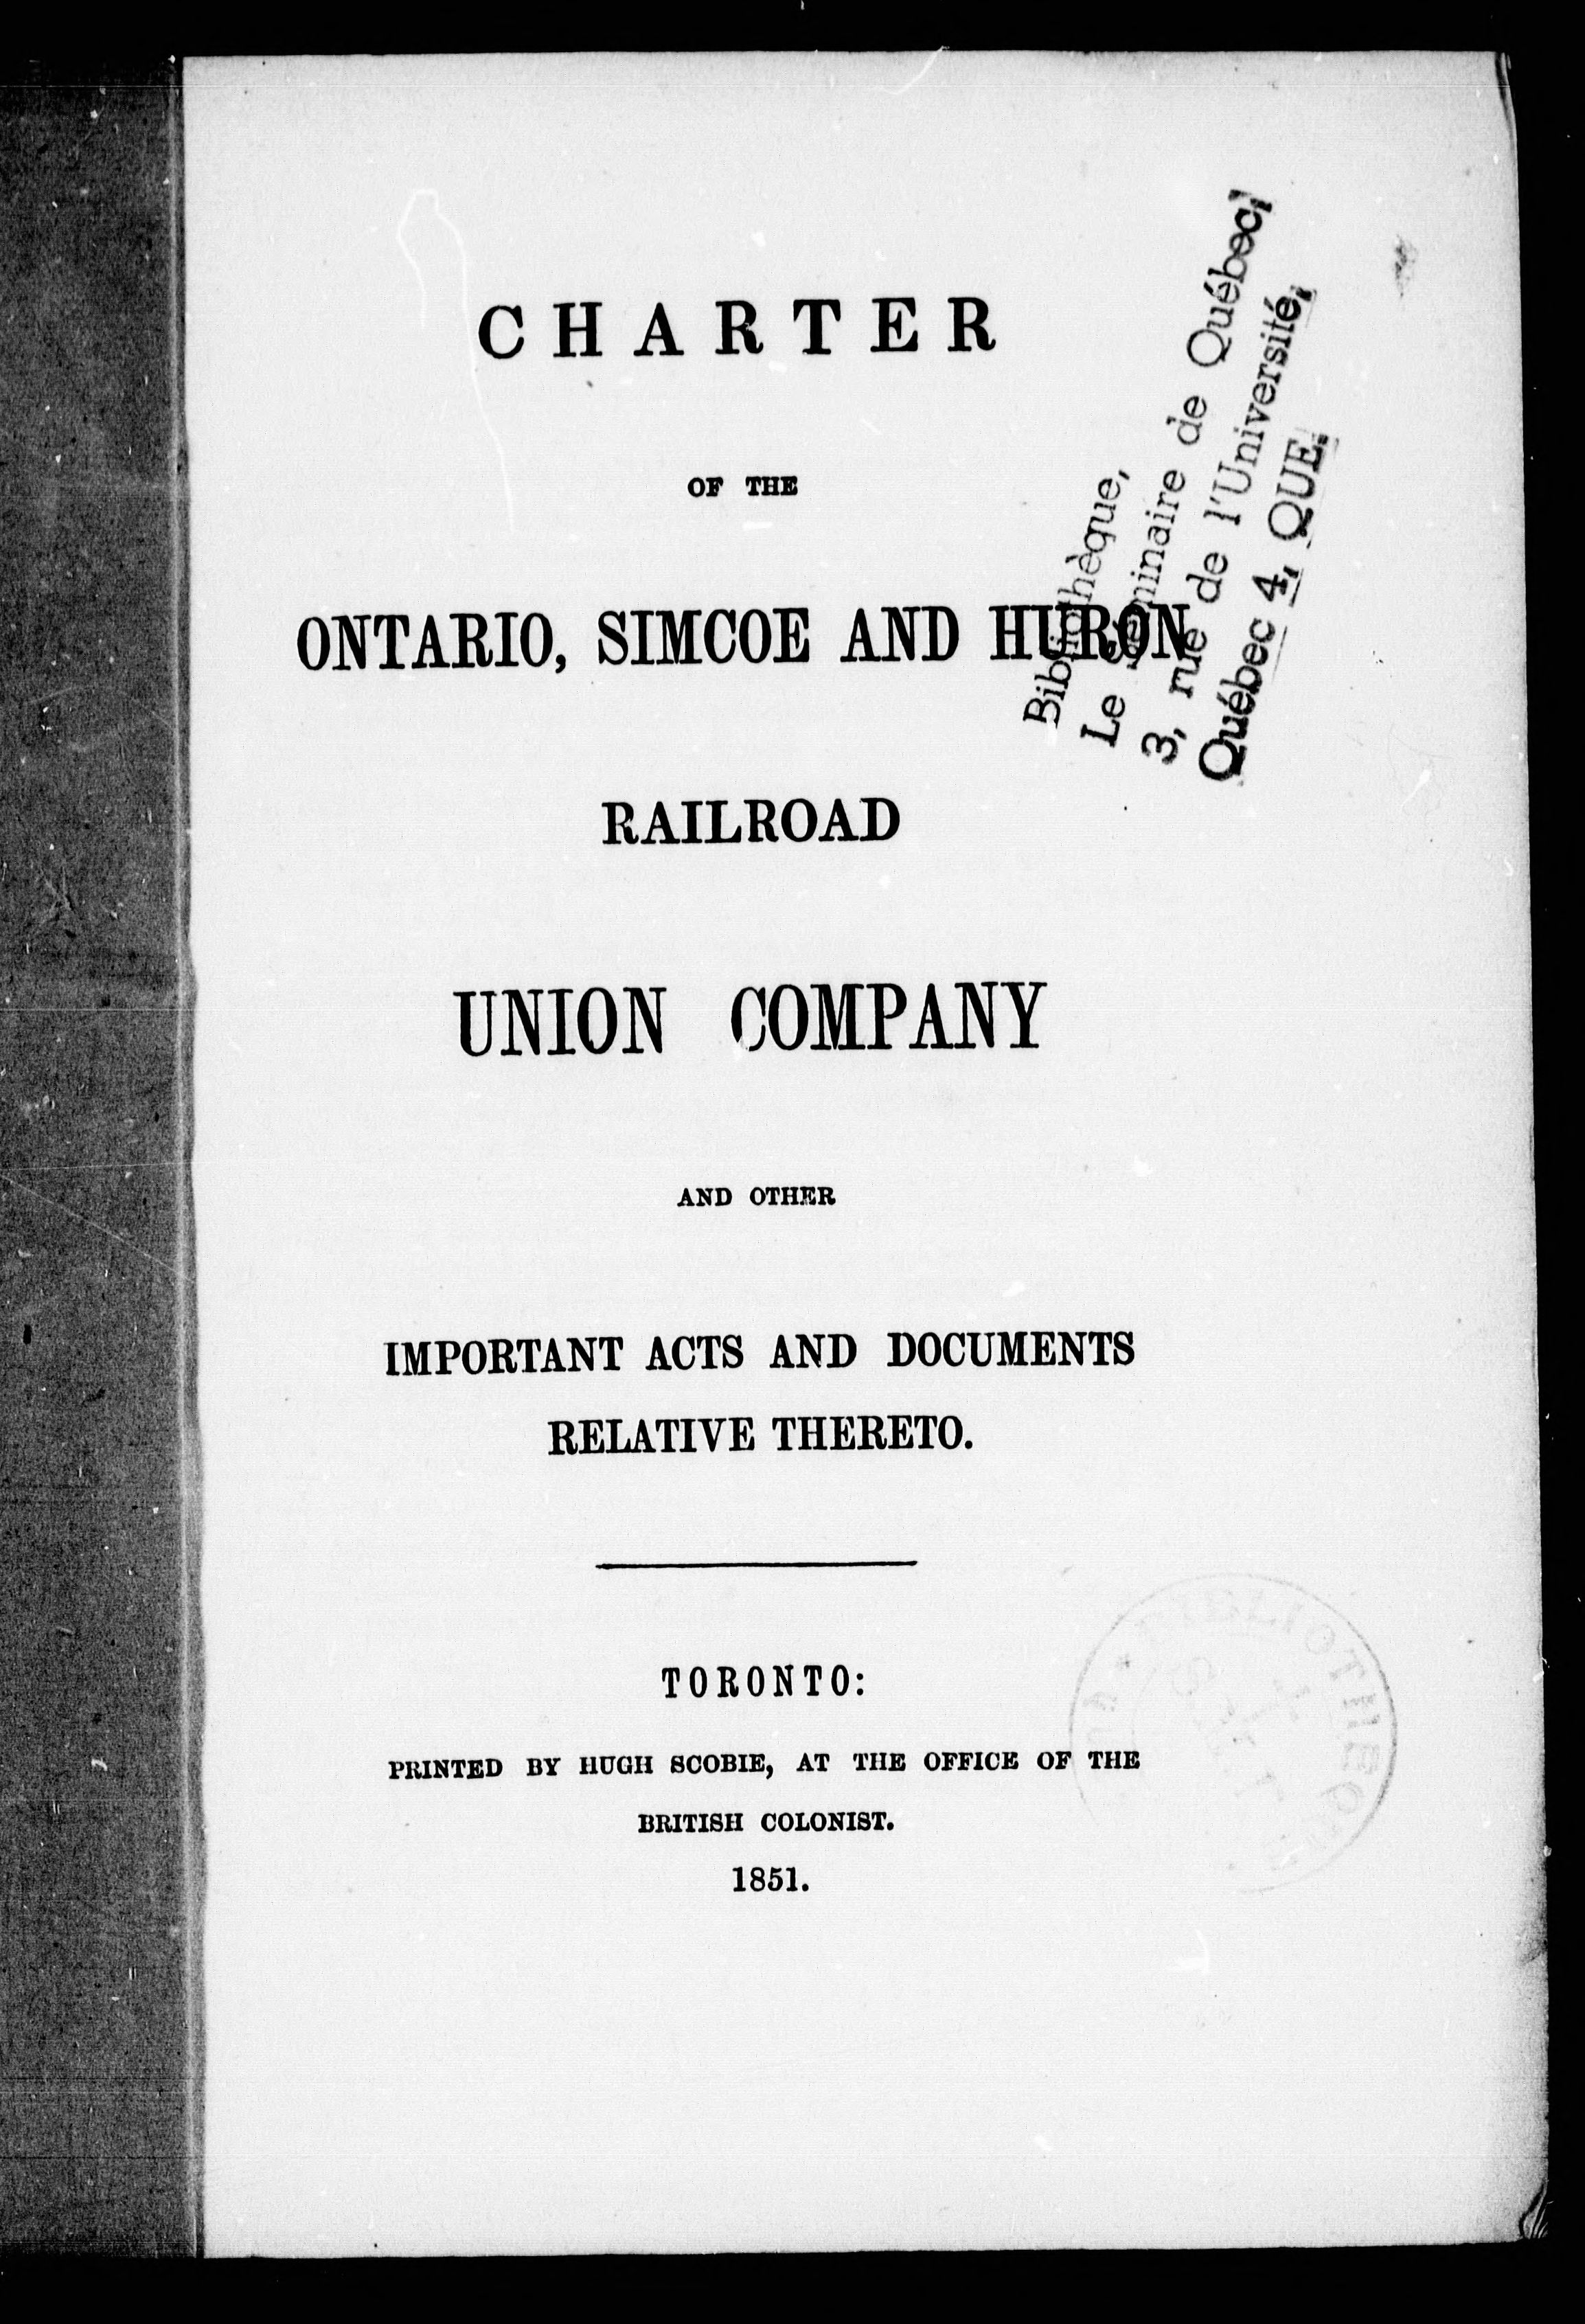 CHARTER
OF THE
ONTARIO, SIMCOE AND HURON
RAILROAD
UNION COMPANY
AND OTHER
IMPORTANT ACTS AND DOCUMENTS
RELATIVE THERETO.
TORONTO:
PRINTED BY HUGH SCOBIE, AT THE OFFICE OF THE
BRITISH COLONIST.
1851.
Bibliothèque,
Le Séminaire de Québec,
3, rue de l'Université,
Québec 4, QUE.